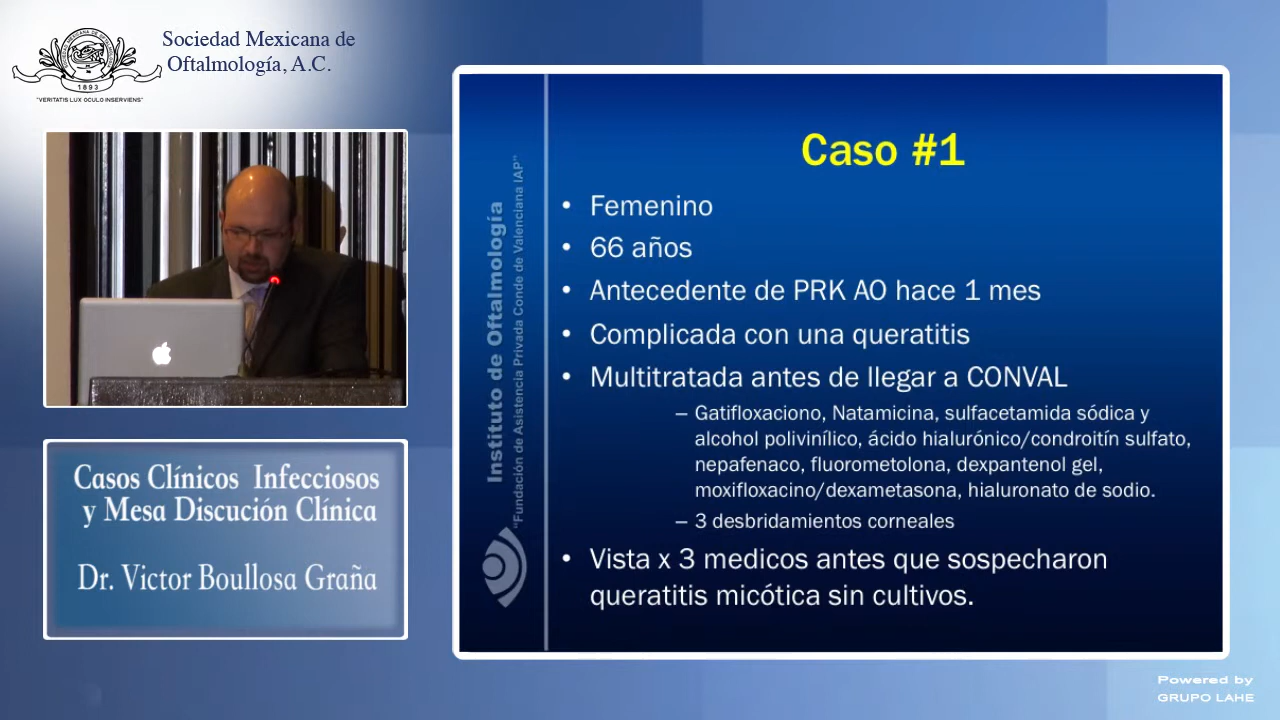 Sociedad Mexicana de
Oftalmología, A.C.
1893
"VERITATIS LUX OCULO INSERVIENS"
Casos Clínicos Infecciosos
y Mesa Discución Clínica
Dr. Victor Boullosa Graña
Instituto de Oftalmología
"Fundación de Asistencia Privada Conde de Valenciana IAP"
Caso #1
• Femenino
• 66 años
• Antecedente de PRK AO hace 1 mes
• Complicada con una queratitis
• Multitratada antes de llegar a CONVAL
– Gatifloxaciono, Natamicina, sulfacetamida sódica y
alcohol polivinílico, ácido hialurónico/condroitín sulfato,
nepafenaco, fluorometolona, dexpantenol gel,
moxifloxacino/dexametasona, hialuronato de sodio.
– 3 desbridamientos corneales
• Vista x 3 medicos antes que sospecharon
queratitis micótica sin cultivos.
Powered by
GRUPO LAHE